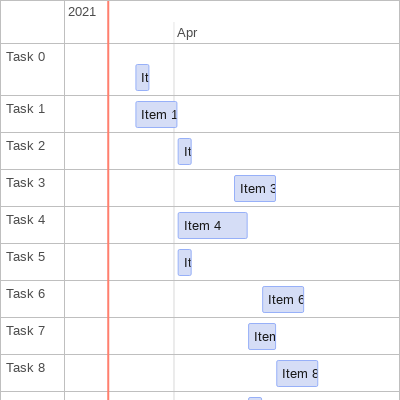 2021
Apr
Task 0
It
Task 1
Item 1
Task 2
It
Task 3
Item 3
Task 4
Item 4
Task 5
It
Task 6
Item 6
Task 7
Item
Task 8
Item 8